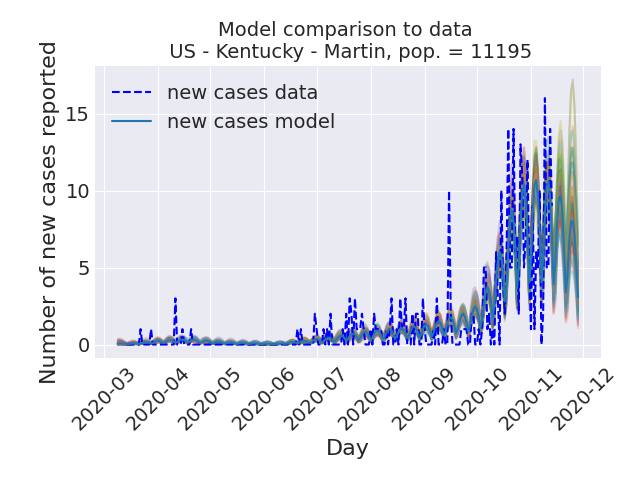 Model comparison to data
US - Kentucky - Martin, pop. = 11195
new cases data
new cases model
Number of new cases reported
15
10
5
0
2020-03
2020-04
2020-05
2020-06
2020-07
2020-08
2020-09
2020-10
2020-11
2020-12
Day